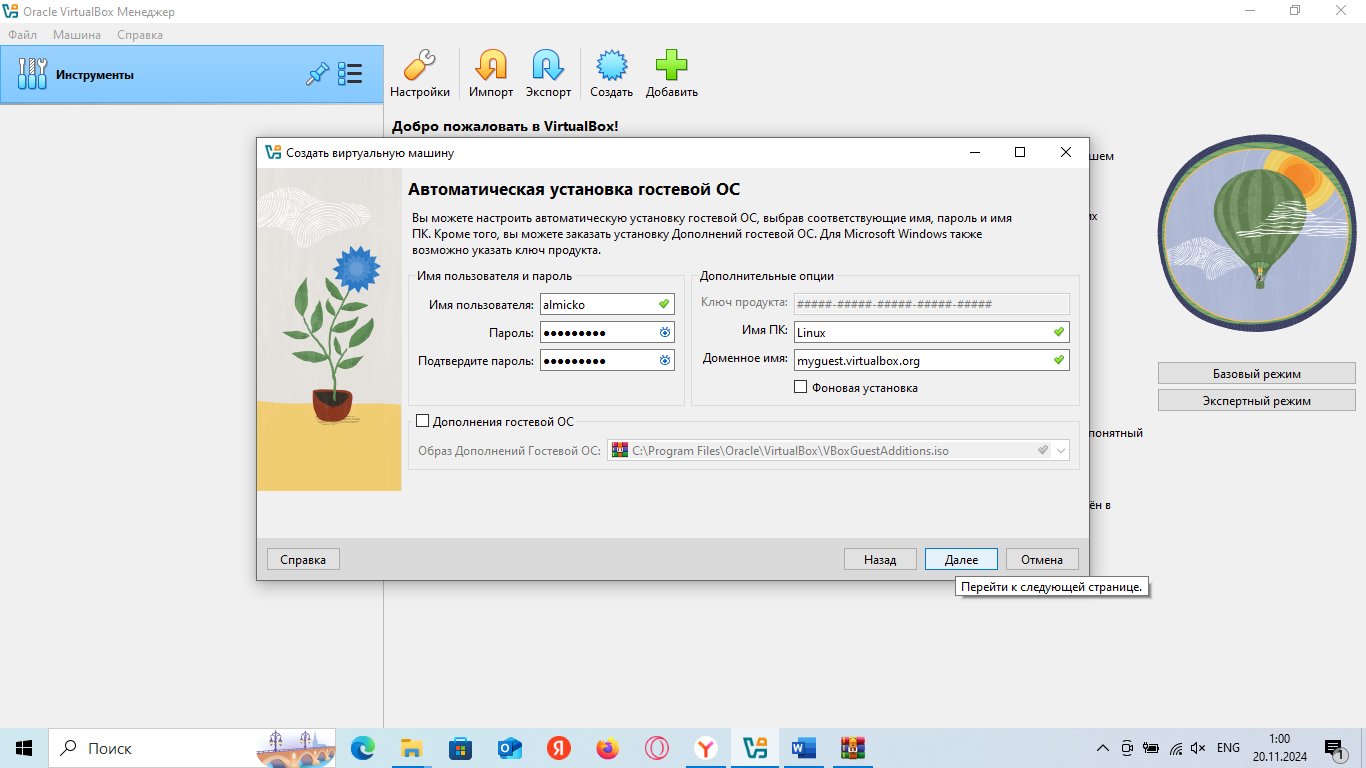 Oracle VirtualBox Менеджер
Файл Машина Справка
Инструменты
Настройки Импорт Экспорт Создать Добавить
Добро пожаловать в VirtualBox!
шем
их
понятный
ён в
Базовый режим
Экспертный режим
Создать виртуальную машину
Автоматическая установка гостевой ОС
Вы можете настроить автоматическую установку гостевой ОС, выбрав соответствующие имя, пароль и имя
ПК. Кроме того, вы можете заказать установку Дополнений гостевой ОС. Для Microsoft Windows также
возможно указать ключ продукта.
Имя пользователя и пароль
Имя пользователя: almicko
Пароль: ●●●●●●●●●
Подтвердите пароль: ●●●●●●●●●
Дополнительные опции
Ключ продукта: #####-#####-#####-#####-#####
Имя ПК: Linux
Доменное имя: myguest.virtualbox.org
Фоновая установка
Дополнения гостевой ОС
Образ Дополнений Гостевой ОС: C:\Program Files\Oracle\VirtualBox\VBoxGuestAdditions.iso
Справка Назад Далее Отмена
Перейти к следующей странице.
Поиск
ENG
1:00
20.11.2024
1